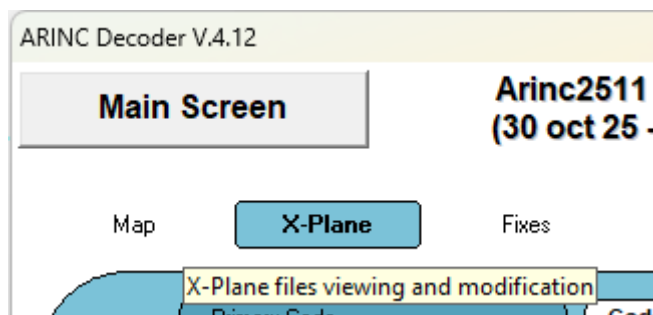 ARINC Decoder V.4.12
Main Screen
Arinc2511
(30 oct 25 -
Map
X-Plane
Fixes
X-Plane files viewing and modification